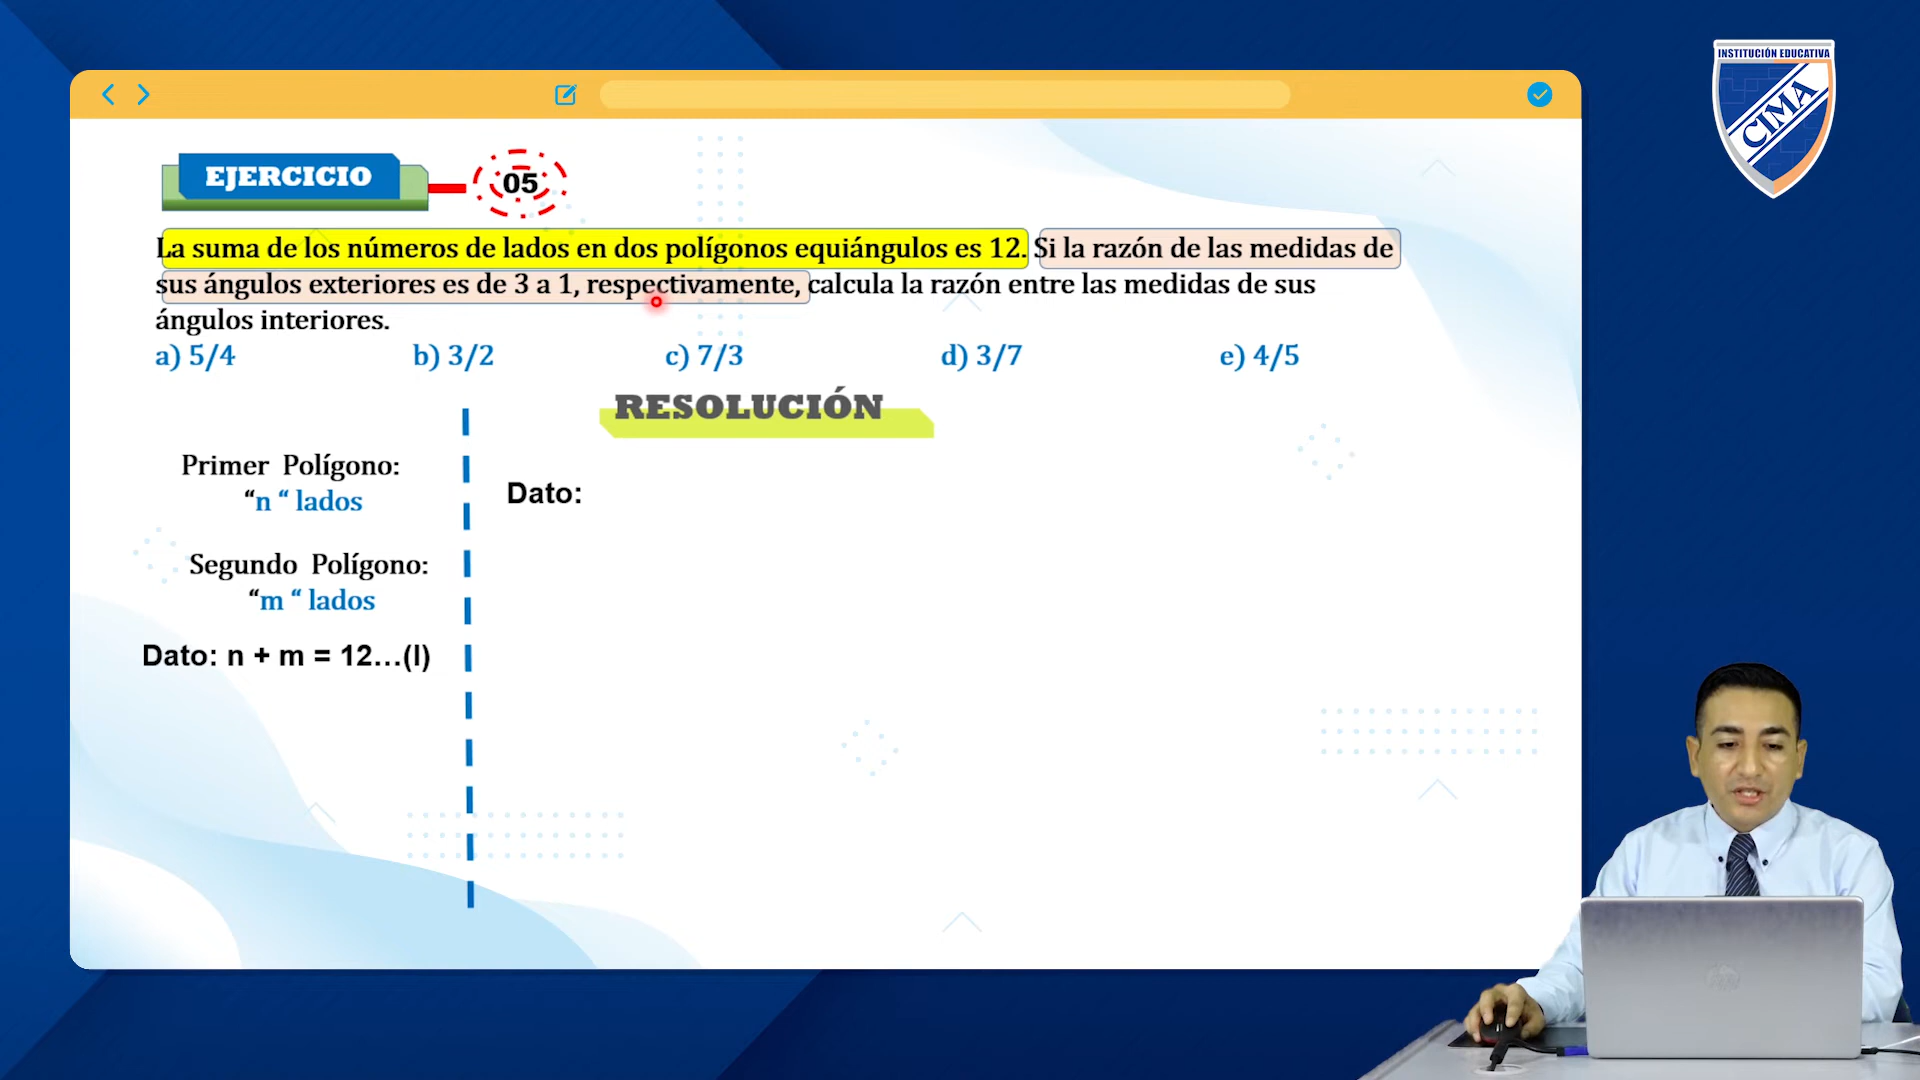 INSTITUCIÓN EDUCATIVA
CIMA
EJERCICIO
05
La suma de los números de lados en dos polígonos equiángulos es 12. Si la razón de las medidas de
sus ángulos exteriores es de 3 a 1, respectivamente, calcula la razón entre las medidas de sus
ángulos interiores.
a) 5/4 b) 3/2 c) 7/3 d) 3/7 e) 4/5
RESOLUCIÓN
Primer Polígono:
“n “ lados
Dato:
Segundo Polígono:
“m “ lados
Dato: n + m = 12...(I)